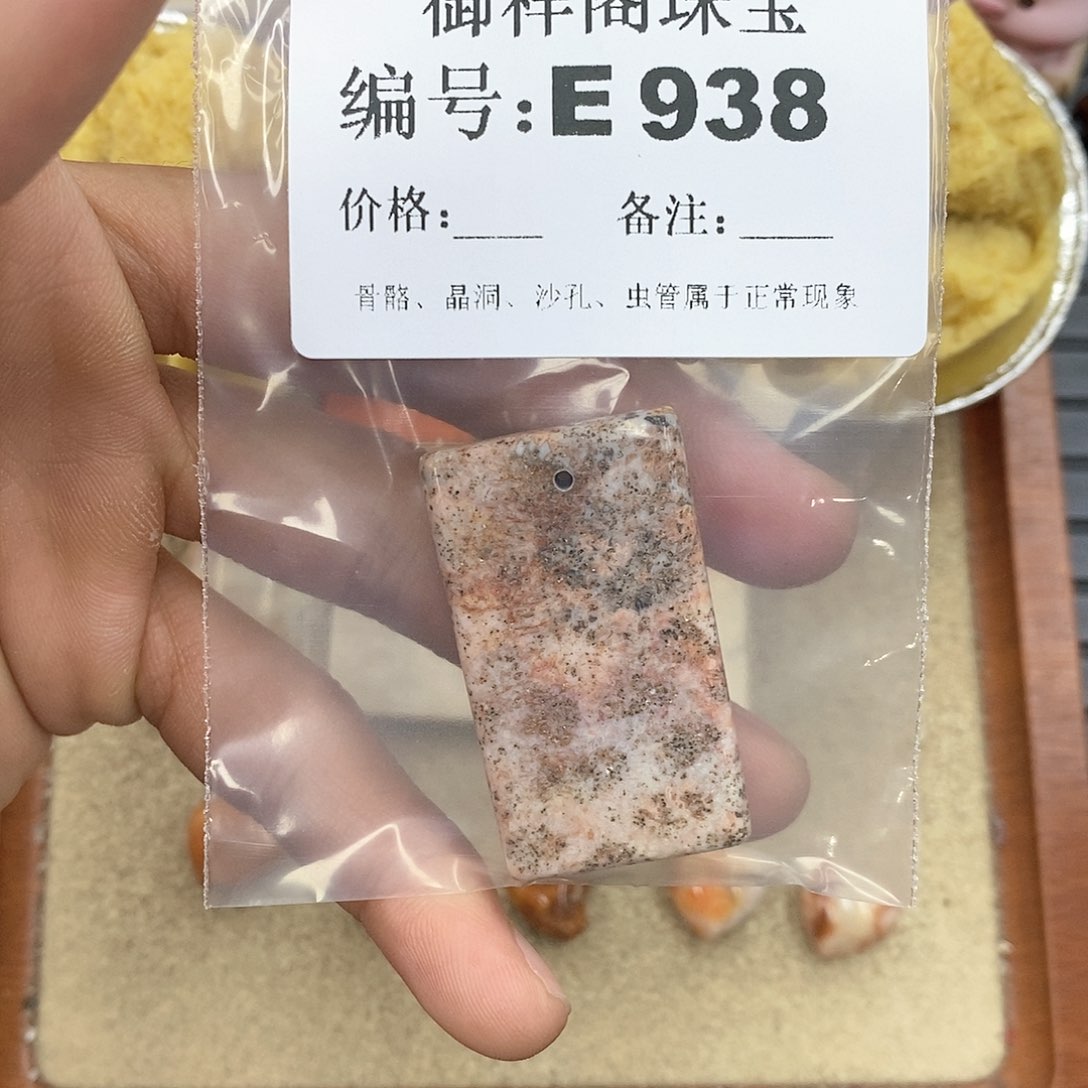 御祥阁珠宝
编号:E938
价格:____ 备注:____
骨骼、晶洞、沙孔、虫管属于正常现象